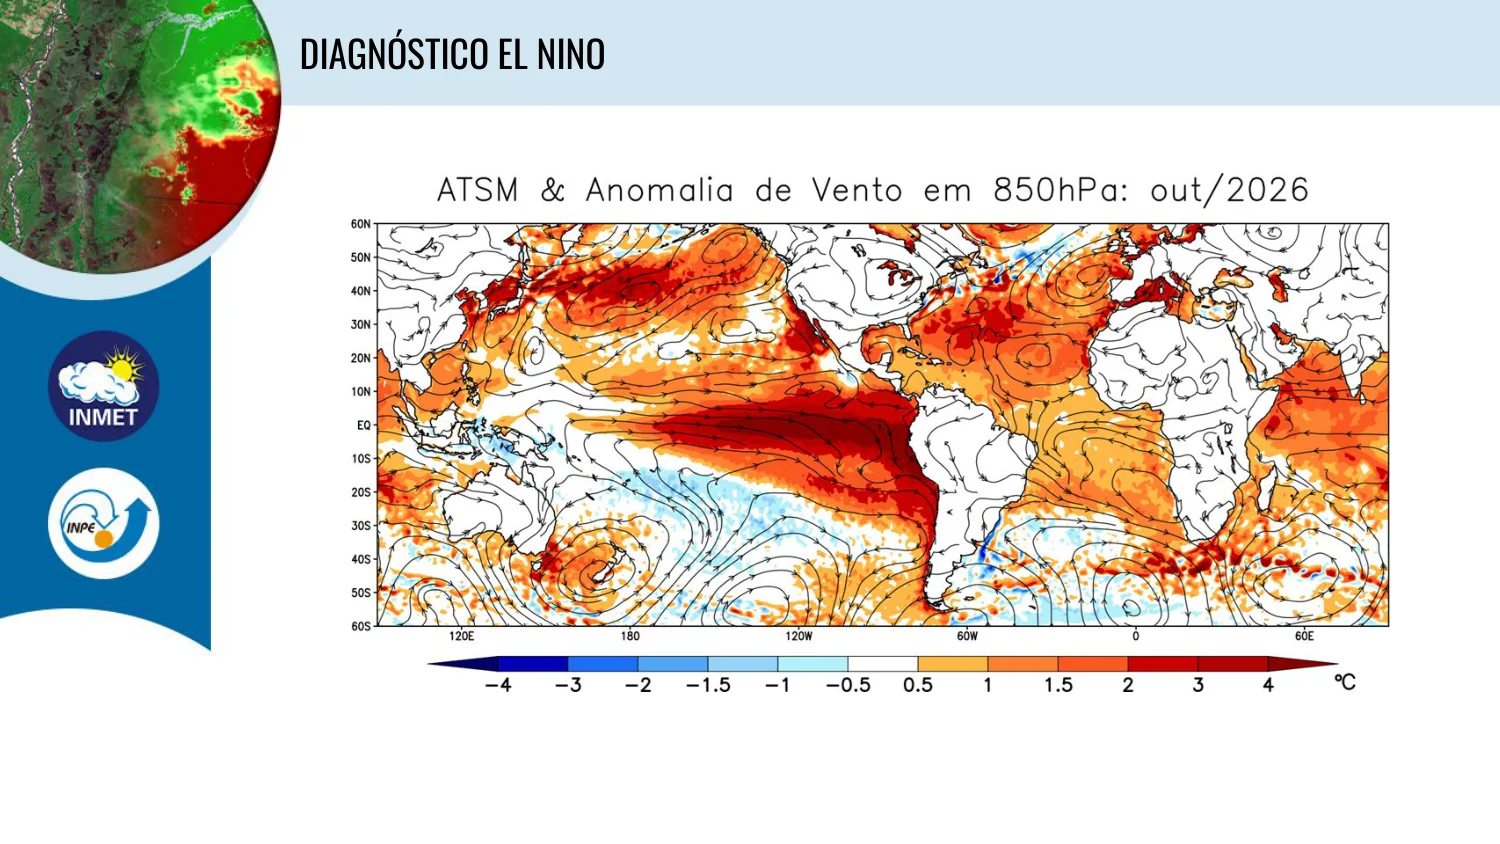 DIAGNÓSTICO EL NINO
ATSM & Anomalia de Vento em 850hPa: out/2026
60N
50N
40N
30N
20N
10N
EQ
10S
20S
30S
40S
50S
60S
120E 180 120W 60W 0 60E
−4 −3 −2 −1.5 −1 −0.5 0.5 1 1.5 2 3 4 ºC
INMET
INPE